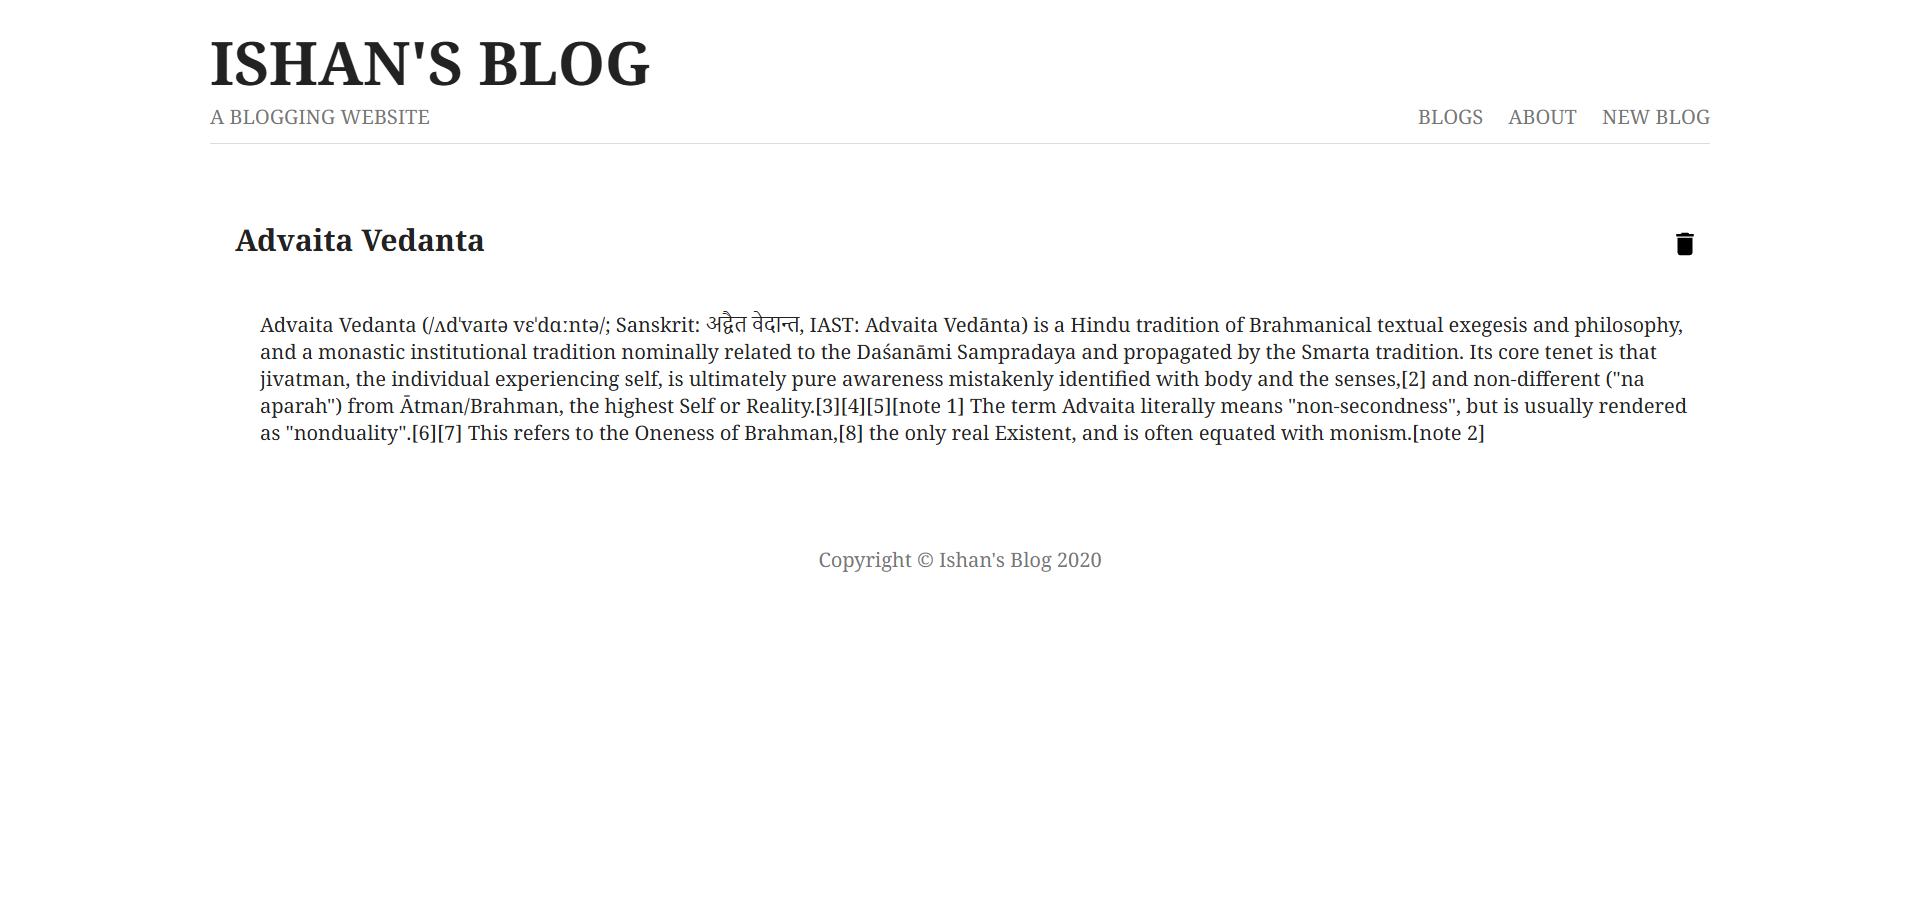 ISHAN'S BLOG
A BLOGGING WEBSITE
BLOGS ABOUT NEW BLOG
Advaita Vedanta
Advaita Vedanta (/ʌdˈvaɪtə vɛˈdɑːntə/; Sanskrit: अद्वैत वेदान्त, IAST: Advaita Vedānta) is a Hindu tradition of Brahmanical textual exegesis and philosophy,
and a monastic institutional tradition nominally related to the Daśanāmi Sampradaya and propagated by the Smarta tradition. Its core tenet is that
jivatman, the individual experiencing self, is ultimately pure awareness mistakenly identified with body and the senses,[2] and non-different ("na
aparah") from Ātman/Brahman, the highest Self or Reality.[3][4][5][note 1] The term Advaita literally means "non-secondness", but is usually rendered
as "nonduality".[6][7] This refers to the Oneness of Brahman,[8] the only real Existent, and is often equated with monism.[note 2]
Copyright © Ishan's Blog 2020